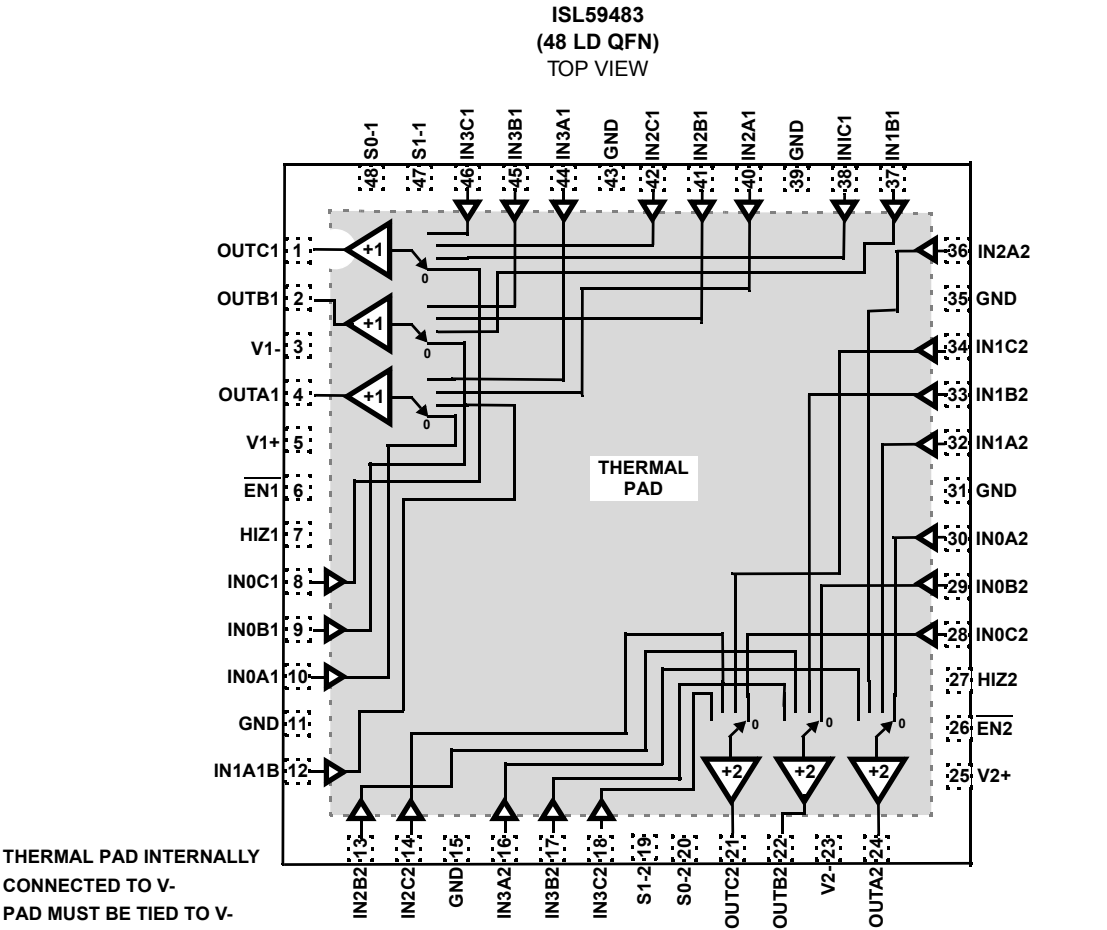 ISL59483
(48 LD QFN)
TOP VIEW
48 S0-1
47 S1-1
46 IN3C1
45 IN3B1
44 IN3A1
43 GND
42 IN2C1
41 IN2B1
40 IN2A1
39 GND
38 INIC1
37 IN1B1
OUTC1 1
OUTB1 2
V1- 3
OUTA1 4
V1+ 5
EN1 6
HIZ1 7
IN0C1 8
IN0B1 9
IN0A1 10
GND 11
IN1A1B 12
+1
0
+1
0
+1
0
THERMAL
PAD
36 IN2A2
35 GND
34 IN1C2
33 IN1B2
32 IN1A2
31 GND
30 IN0A2
29 IN0B2
28 IN0C2
27 HIZ2
26 EN2
25 V2+
0
0
0
+2
+2
+2
IN2B2 13
IN2C2 14
GND 15
IN3A2 16
IN3B2 17
IN3C2 18
S1-2 19
S0-2 20
OUTC2 21
OUTB2 22
V2- 23
OUTA2 24
THERMAL PAD INTERNALLY
CONNECTED TO V-
PAD MUST BE TIED TO V-